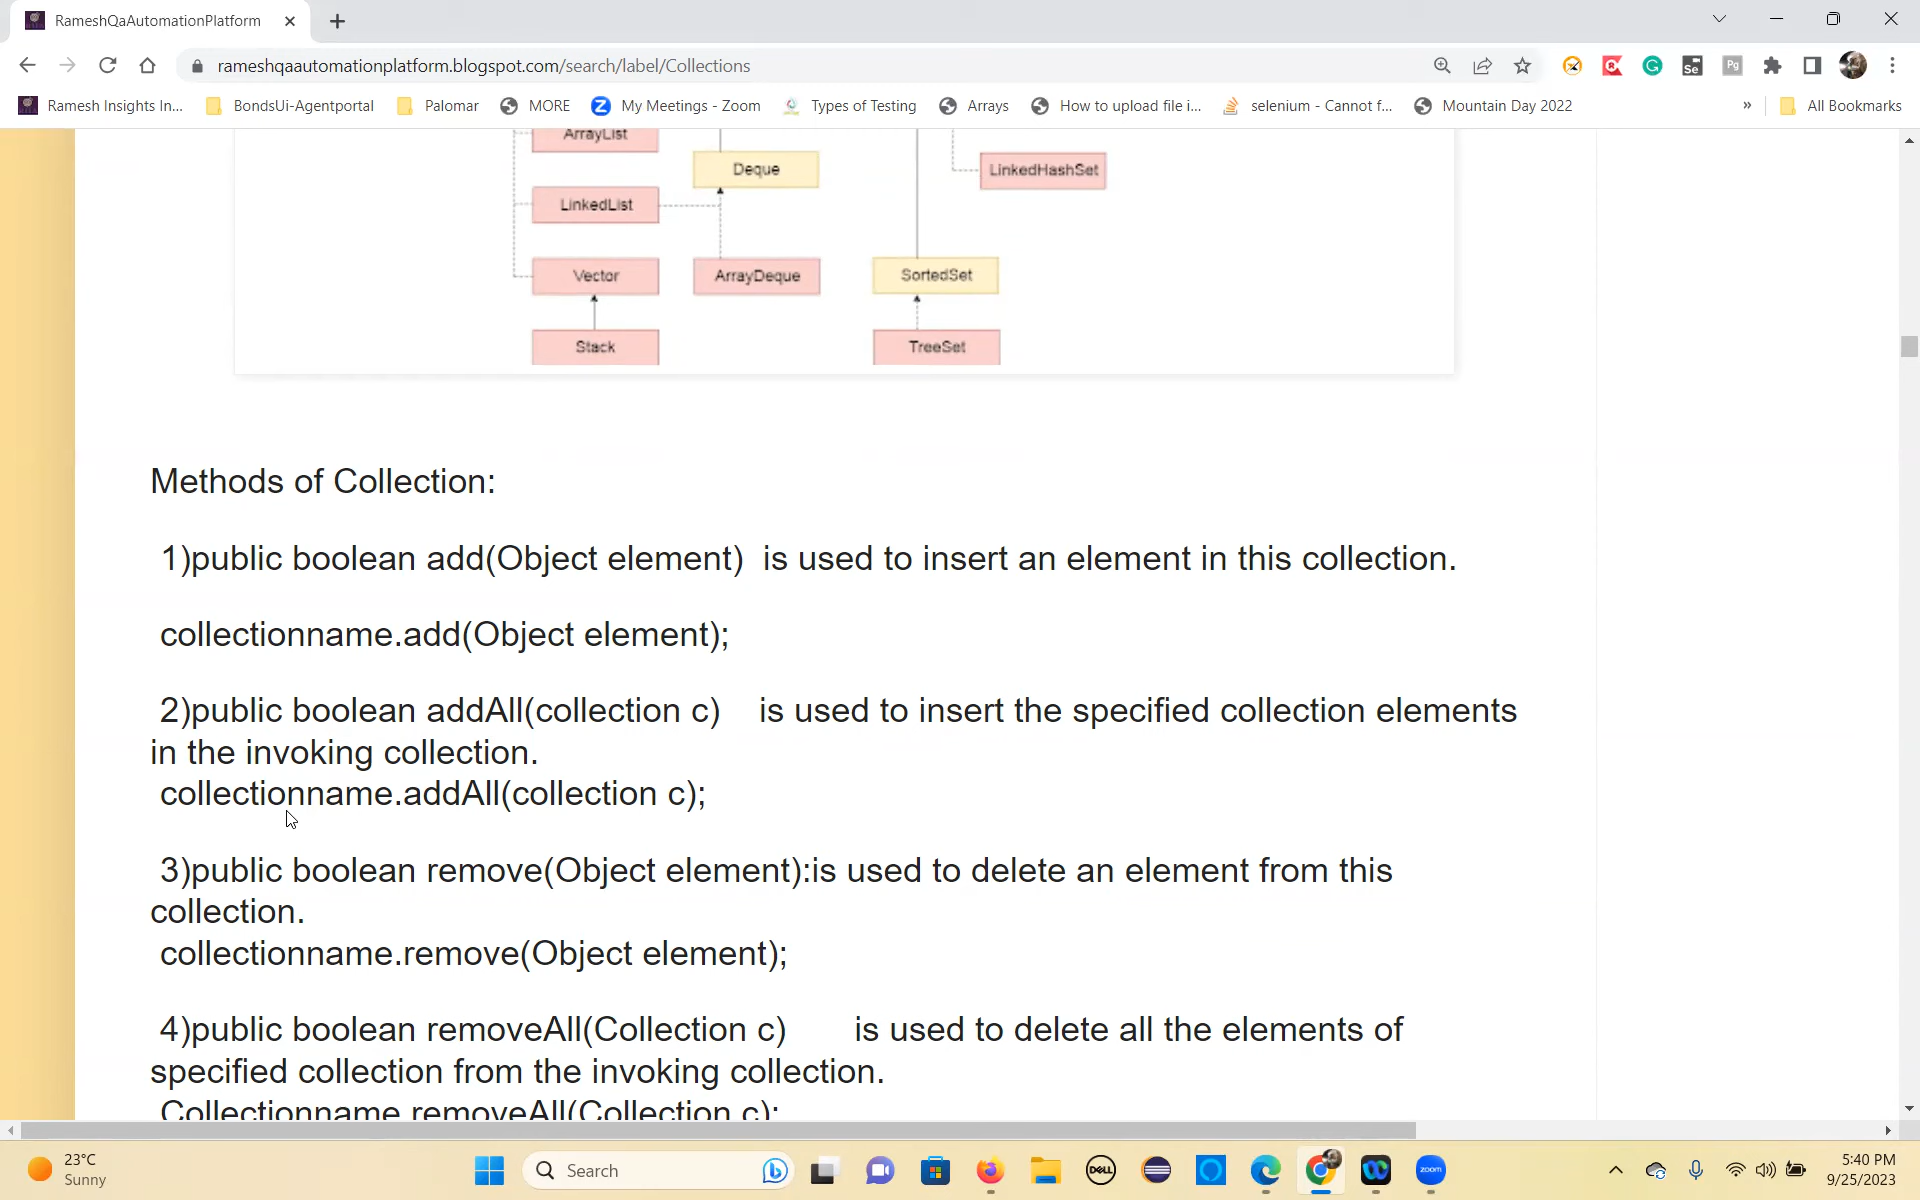 RameshQaAutomationPlatform
rameshqaautomationplatform.blogspot.com/search/label/Collections
Ramesh Insights In... BondsUi-Agentportal Palomar MORE My Meetings - Zoom Types of Testing Arrays How to upload file i... selenium - Cannot f... Mountain Day 2022 » All Bookmarks
ArrayList
Deque
LinkedHashSet
LinkedList
Vector
ArrayDeque
SortedSet
Stack
TreeSet
Methods of Collection:
1)public boolean add(Object element) is used to insert an element in this collection.
collectionname.add(Object element);
2)public boolean addAll(collection c) is used to insert the specified collection elements
in the invoking collection.
collectionname.addAll(collection c);
3)public boolean remove(Object element):is used to delete an element from this
collection.
collectionname.remove(Object element);
4)public boolean removeAll(Collection c) is used to delete all the elements of
specified collection from the invoking collection.
Collectionname.removeAll(Collection c);
23°C
Sunny
Search
DELL
zoom
5:40 PM
9/25/2023
Se
Pg